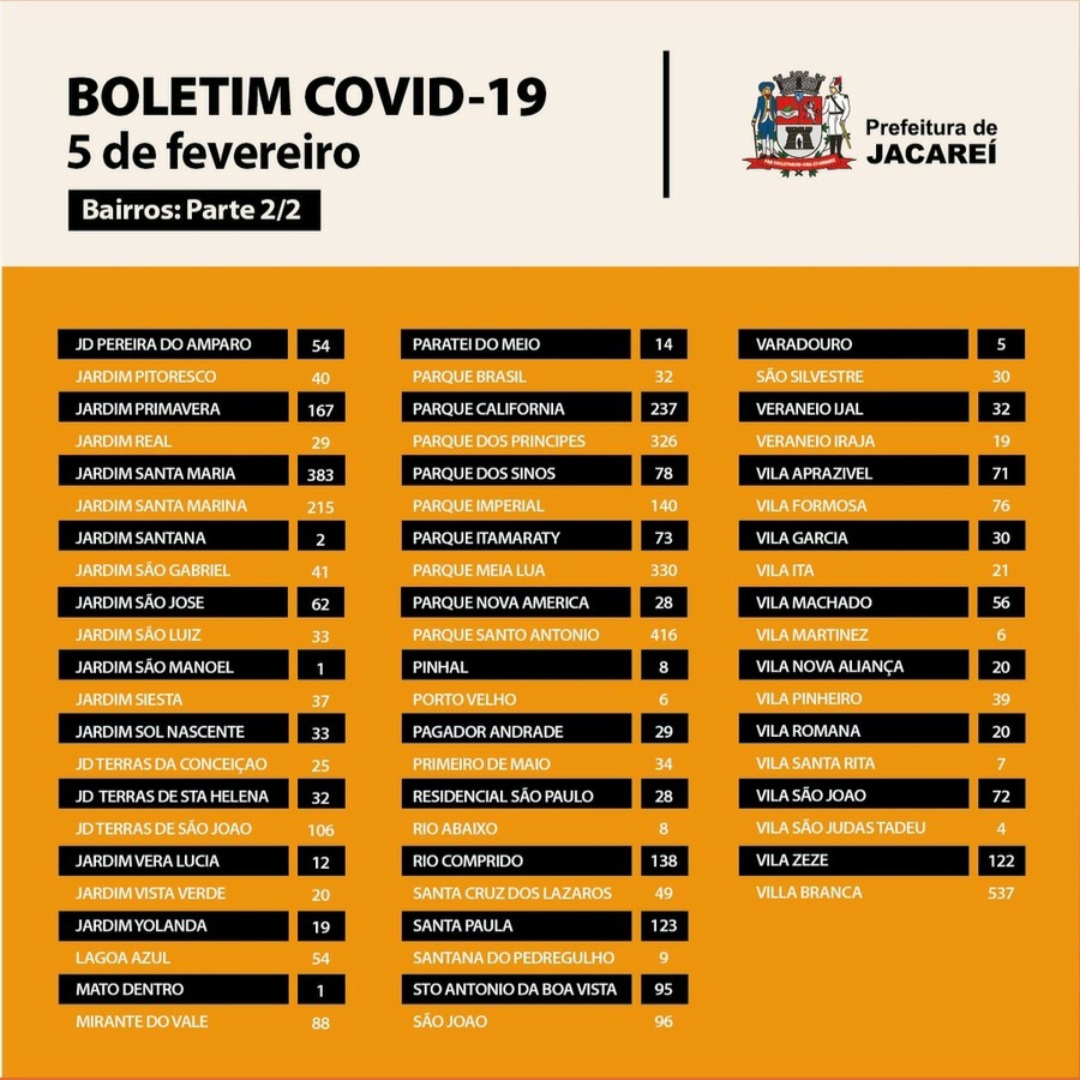 BOLETIM COVID-19
5 de fevereiro
Bairros: Parte 2/2
Prefeitura de
JACAREÍ
JD PEREIRA DO AMPARO 54
JARDIM PITORESCO 40
JARDIM PRIMAVERA 167
JARDIM REAL 29
JARDIM SANTA MARIA 383
JARDIM SANTA MARINA 215
JARDIM SANTANA 2
JARDIM SÃO GABRIEL 41
JARDIM SÃO JOSE 62
JARDIM SÃO LUIZ 33
JARDIM SÃO MANOEL 1
JARDIM SIESTA 37
JARDIM SOL NASCENTE 33
JD TERRAS DA CONCEIÇAO 25
JD TERRAS DE STA HELENA 32
JD TERRAS DE SÃO JOAO 106
JARDIM VERA LUCIA 12
JARDIM VISTA VERDE 20
JARDIM YOLANDA 19
LAGOA AZUL 54
MATO DENTRO 1
MIRANTE DO VALE 88
PARATEI DO MEIO 14
PARQUE BRASIL 32
PARQUE CALIFORNIA 237
PARQUE DOS PRINCIPES 326
PARQUE DOS SINOS 78
PARQUE IMPERIAL 140
PARQUE ITAMARATY 73
PARQUE MEIA LUA 330
PARQUE NOVA AMERICA 28
PARQUE SANTO ANTONIO 416
PINHAL 8
PORTO VELHO 6
PAGADOR ANDRADE 29
PRIMEIRO DE MAIO 34
RESIDENCIAL SÃO PAULO 28
RIO ABAIXO 8
RIO COMPRIDO 138
SANTA CRUZ DOS LAZAROS 49
SANTA PAULA 123
SANTANA DO PEDREGULHO 9
STO ANTONIO DA BOA VISTA 95
SÃO JOAO 96
VARADOURO 5
SÃO SILVESTRE 30
VERANEIO IJAL 32
VERANEIO IRAJA 19
VILA APRAZIVEL 71
VILA FORMOSA 76
VILA GARCIA 30
VILA ITA 21
VILA MACHADO 56
VILA MARTINEZ 6
VILA NOVA ALIANÇA 20
VILA PINHEIRO 39
VILA ROMANA 20
VILA SANTA RITA 7
VILA SÃO JOAO 72
VILA SÃO JUDAS TADEU 4
VILA ZEZE 122
VILLA BRANCA 537